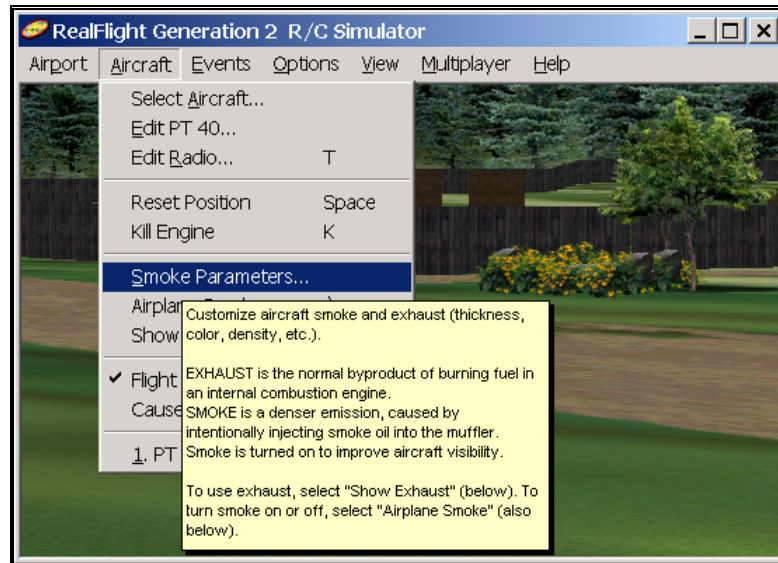 RealFlight Generation 2 R/C Simulator
Airport Aircraft Events Options View Multiplayer Help
Select Aircraft...
Edit PT 40...
Edit Radio... T
Reset Position Space
Kill Engine K
Smoke Parameters...
Customize aircraft smoke and exhaust (thickness,
Show color, density, etc.).
Flight EXHAUST is the normal byproduct of burning fuel in
an internal combustion engine.
Cause SMOKE is a denser emission, caused by
intentionally injecting smoke oil into the muffler.
1. PT Smoke is turned on to improve aircraft visibility.
To use exhaust, select "Show Exhaust" (below). To
turn smoke on or off, select "Airplane Smoke" (also
below).